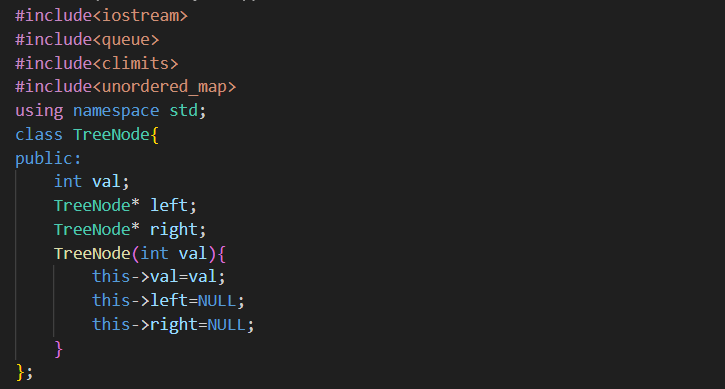 #include<iostream>
#include<queue>
#include<climits>
#include<unordered_map>
using namespace std;
class TreeNode{
public:
    int val;
    TreeNode* left;
    TreeNode* right;
    TreeNode(int val){
        this->val=val;
        this->left=NULL;
        this->right=NULL;
    }
};